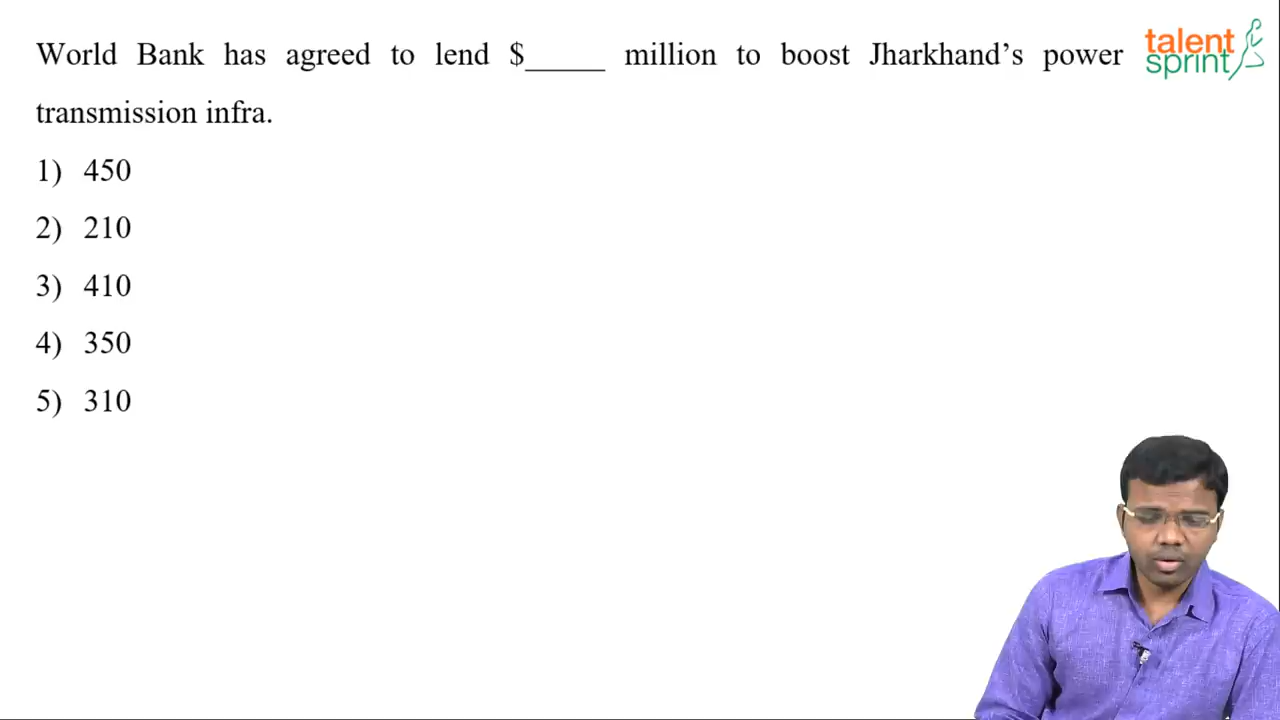 World Bank has agreed to lend $_____ million to boost Jharkhand’s power
transmission infra.
1) 450
2) 210
3) 410
4) 350
5) 310
talent
sprint